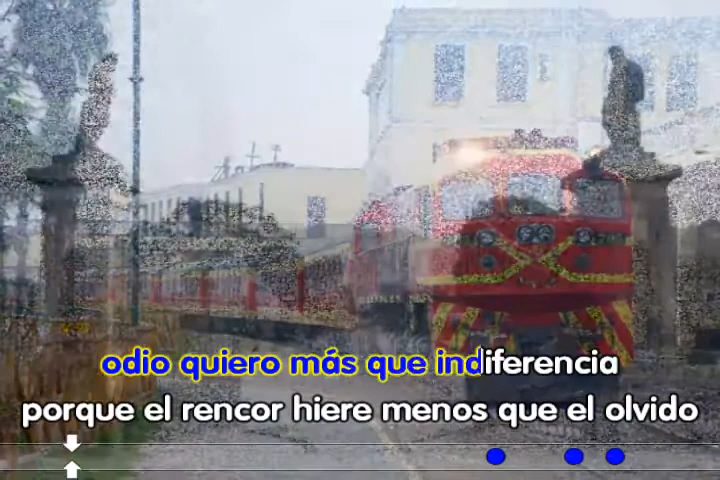 odio quiero más que indiferencia
porque el rencor hiere menos que el olvido